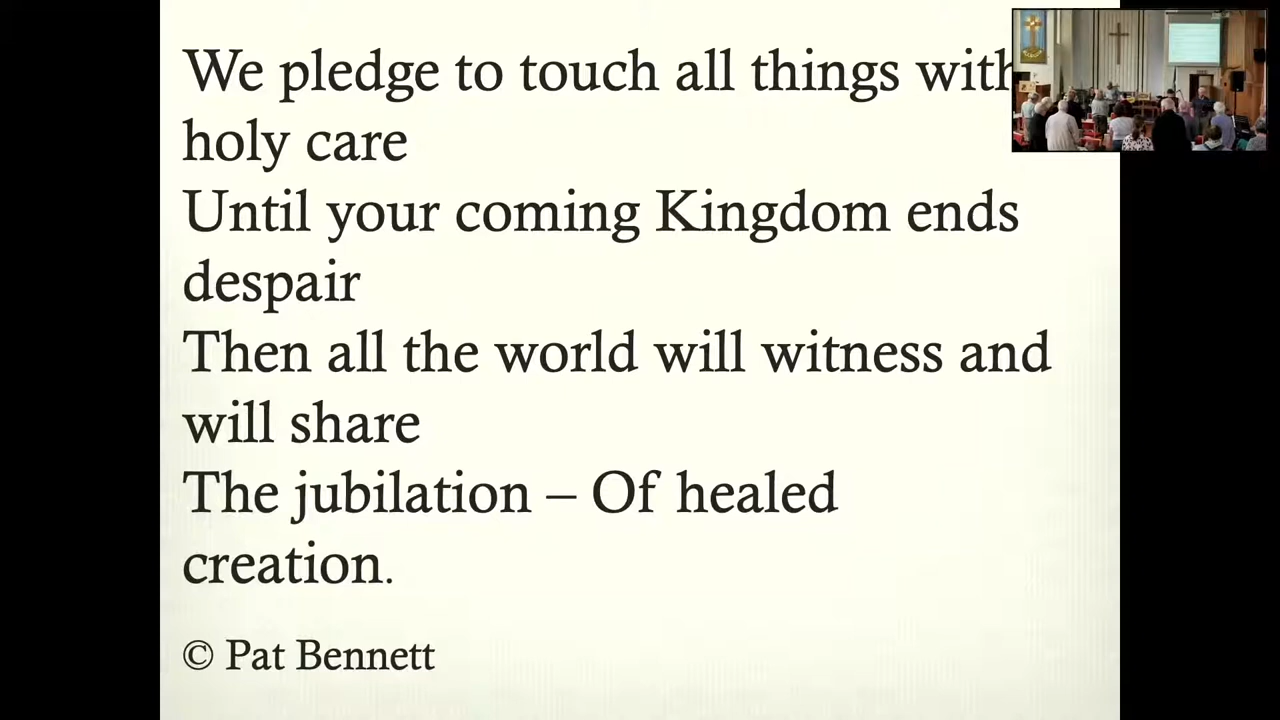 We pledge to touch all things with
holy care
Until your coming Kingdom ends
despair
Then all the world will witness and
will share
The jubilation – Of healed
creation.
© Pat Bennett